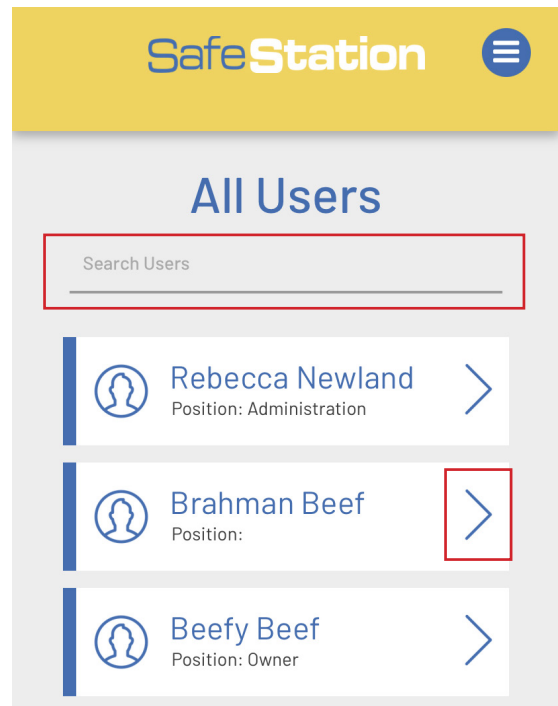 SafeStation
All Users
Search Users
Rebecca Newland
Position: Administration
Brahman Beef
Position:
Beefy Beef
Position: Owner